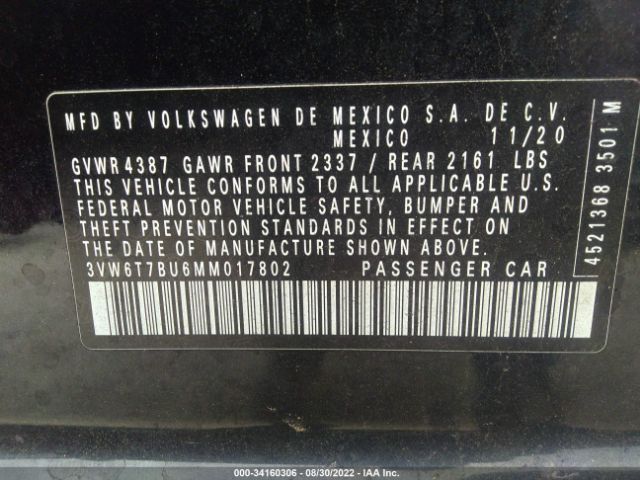 MFD BY VOLKSWAGEN DE MEXICO S.A. DE C.V.
MEXICO 11/20
GVWR 4387 GAWR FRONT 2337 / REAR 2161 LBS
THIS VEHICLE CONFORMS TO ALL APPLICABLE U.S.
FEDERAL MOTOR VEHICLE SAFETY, BUMPER AND
THEFT PREVENTION STANDARDS IN EFFECT ON
THE DATE OF MANUFACTURE SHOWN ABOVE.
3VW6T7BU6MM017802 PASSENGER CAR
4521368 3501 M
000-34160306 - 08/30/2022 - IAA Inc.